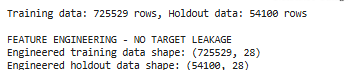 Training data: 725529 rows, Holdout data: 54100 rows
FEATURE ENGINEERING - NO TARGET LEAKAGE
Engineered training data shape: (725529, 28)
Engineered holdout data shape: (54100, 28)